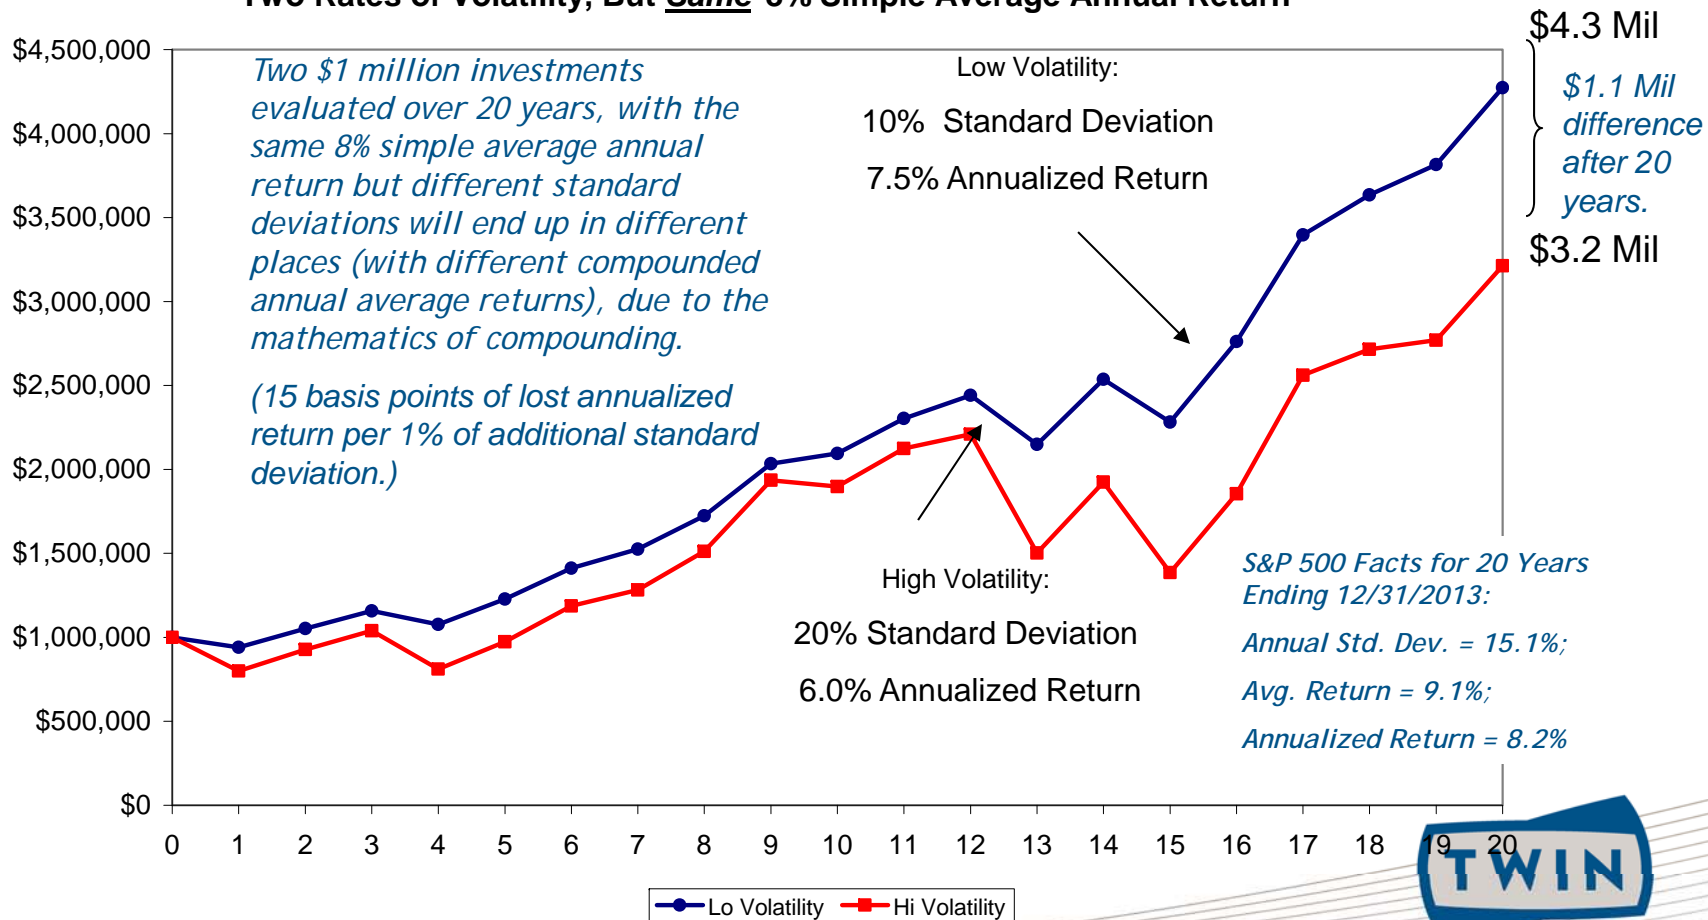 Two Rates of Volatility, But Same 8% Simple Average Annual Return
$4,500,000
$4,000,000
$3,500,000
$3,000,000
$2,500,000
$2,000,000
$1,500,000
$1,000,000
$500,000
$0
Two $1 million investments
evaluated over 20 years, with the
same 8% simple average annual
return but different standard
deviations will end up in different
places (with different compounded
annual average returns), due to the
mathematics of compounding.
(15 basis points of lost annualized
return per 1% of additional standard
deviation.)
Low Volatility:
10% Standard Deviation
7.5% Annualized Return
$4.3 Mil
$1.1 Mil
difference
after 20
years.
$3.2 Mil
High Volatility:
20% Standard Deviation
6.0% Annualized Return
S&P 500 Facts for 20 Years
Ending 12/31/2013:
Annual Std. Dev. = 15.1%;
Avg. Return = 9.1%;
Annualized Return = 8.2%
0 1 2 3 4 5 6 7 8 9 10 11 12 13 14 15 16 17 18 19 20
TWIN
Lo Volatility Hi Volatility